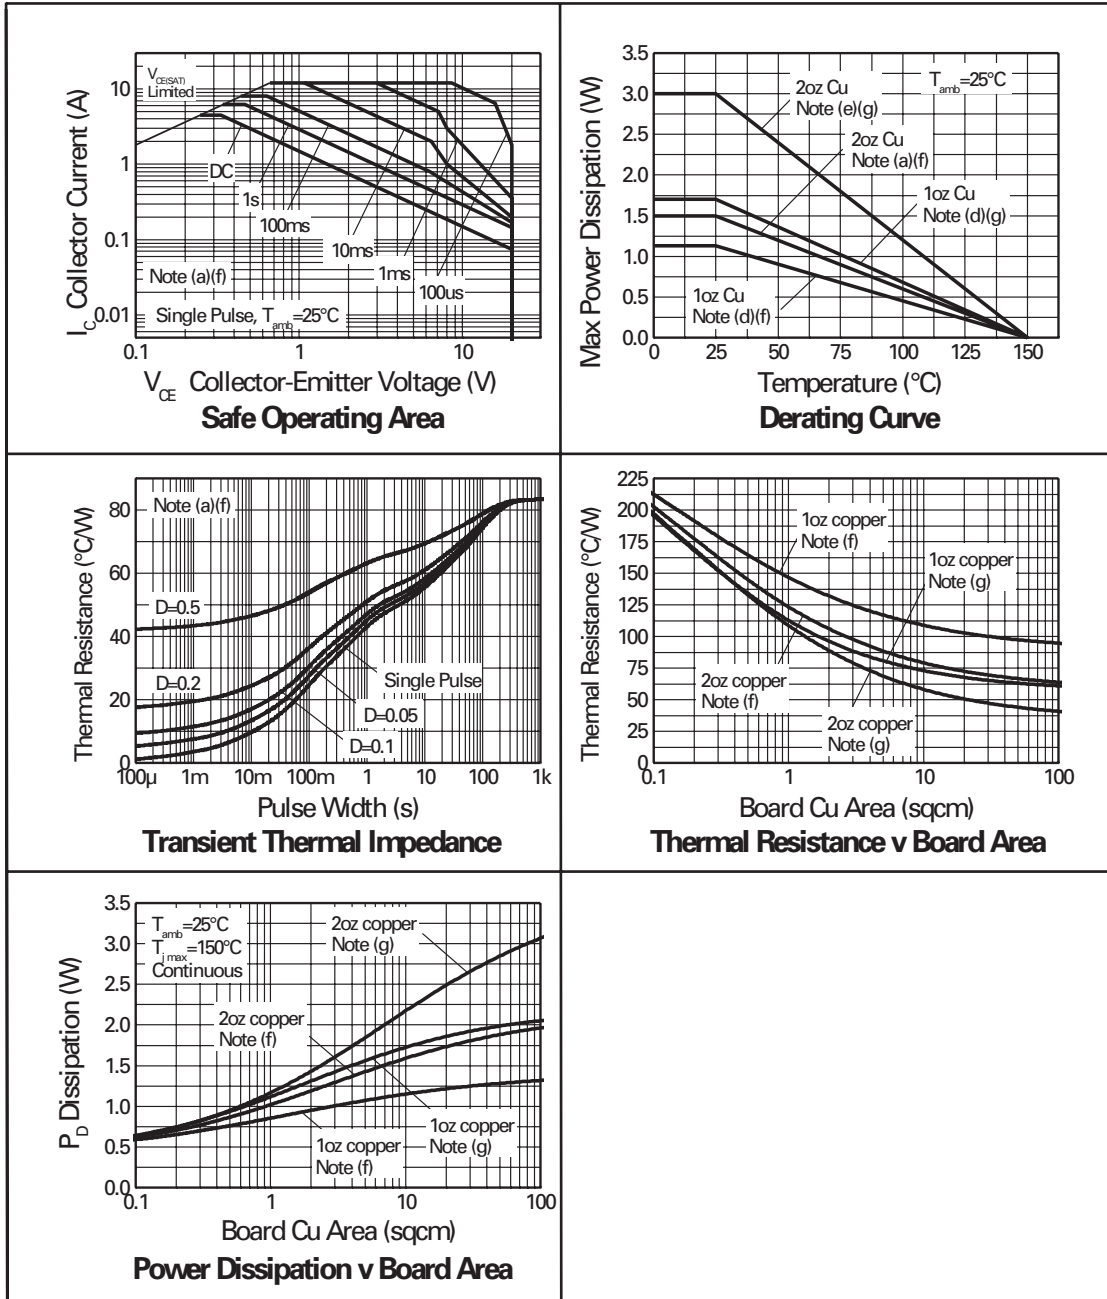 10
1
0.1
0.01
V CE(SAT)
Limited
DC
1s
100ms
10ms
1ms
100us
Note (a)(f)
Single Pulse, T amb =25°C
0.1
1
10
I C Collector Current (A)
V CE Collector-Emitter Voltage (V)
Safe Operating Area
3.5
3.0
2.5
2.0
1.5
1.0
0.5
0.0
T amb =25°C
2oz Cu
Note (e)(g)
2oz Cu
Note (a)(f)
1oz Cu
Note (d)(g)
1oz Cu
Note (d)(f)
0
25
50
75
100
125
150
Max Power Dissipation (W)
Temperature (°C)
Derating Curve
80
60
40
20
0
Note (a)(f)
D=0.5
D=0.2
Single Pulse
D=0.05
D=0.1
100µ
1m
10m
100m
1
10
100
1k
Thermal Resistance (°C/W)
Pulse Width (s)
Transient Thermal Impedance
225
200
175
150
125
100
75
50
25
0
1oz copper
Note (f)
1oz copper
Note (g)
2oz copper
Note (f)
2oz copper
Note (g)
0.1
1
10
100
Thermal Resistance (°C/W)
Board Cu Area (sqcm)
Thermal Resistance v Board Area
3.5
3.0
2.5
2.0
1.5
1.0
0.5
0.0
T amb =25°C
T j max =150°C
Continuous
2oz copper
Note (g)
2oz copper
Note (f)
1oz copper
Note (g)
1oz copper
Note (f)
0.1
1
10
100
P D Dissipation (W)
Board Cu Area (sqcm)
Power Dissipation v Board Area